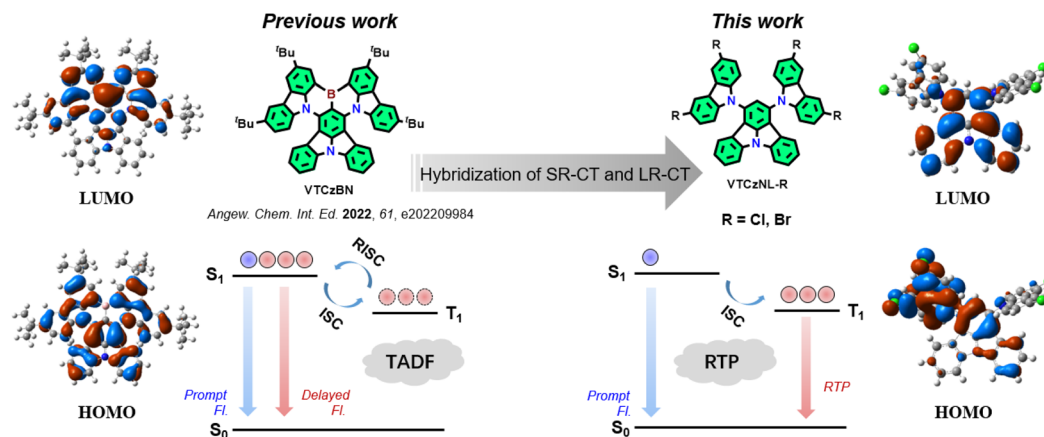 Previous work
This work
tBu
tBu
B
N
N
tBu
tBu
N
VTCzBN
R
R
N
N
R
R
N
VTCzNL-R
R = Cl, Br
LUMO
Hybridization of SR-CT and LR-CT
LUMO
Angew. Chem. Int. Ed. 2022, 61, e202209984
S1
RISC
ISC
T1
TADF
Prompt
Fl.
Delayed
Fl.
S0
HOMO
S1
ISC
T1
RTP
Prompt
Fl.
RTP
S0
HOMO